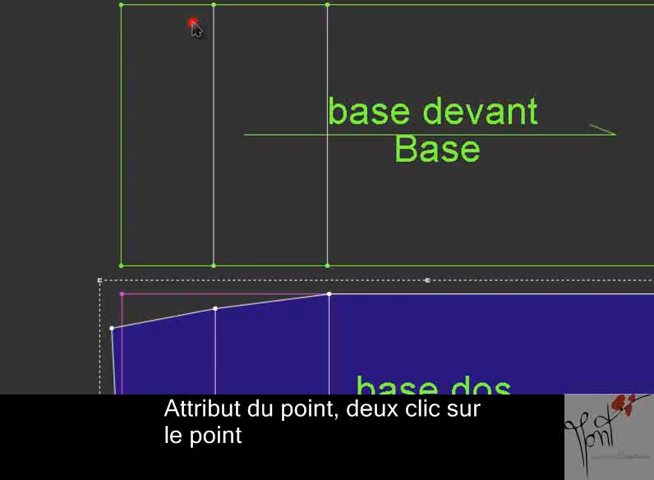 base devant
Base
base dos
Attribut du point, deux clic sur
le point